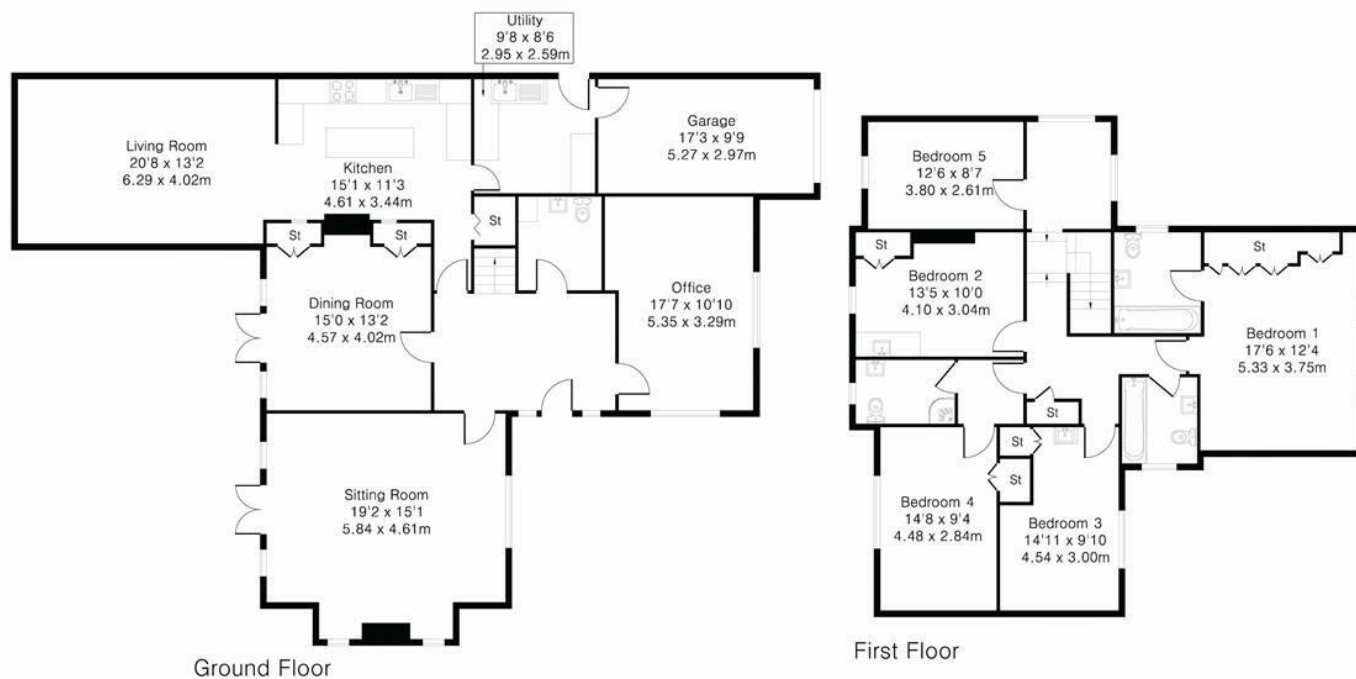 Utility
9'8 x 8'6
2.95 x 2.59m
Living Room
20'8 x 13'2
6.29 x 4.02m
Kitchen
15'1 x 11'3
4.61 x 3.44m
Garage
17'3 x 9'9
5.27 x 2.97m
St
St
St
Dining Room
15'0 x 13'2
4.57 x 4.02m
Office
17'7 x 10'10
5.35 x 3.29m
Sitting Room
19'2 x 15'1
5.84 x 4.61m
Ground Floor
Bedroom 5
12'6 x 8'7
3.80 x 2.61m
St
Bedroom 2
13'5 x 10'0
4.10 x 3.04m
St
Bedroom 1
17'6 x 12'4
5.33 x 3.75m
St
St
St
Bedroom 4
14'8 x 9'4
4.48 x 2.84m
Bedroom 3
14'11 x 9'10
4.54 x 3.00m
First Floor